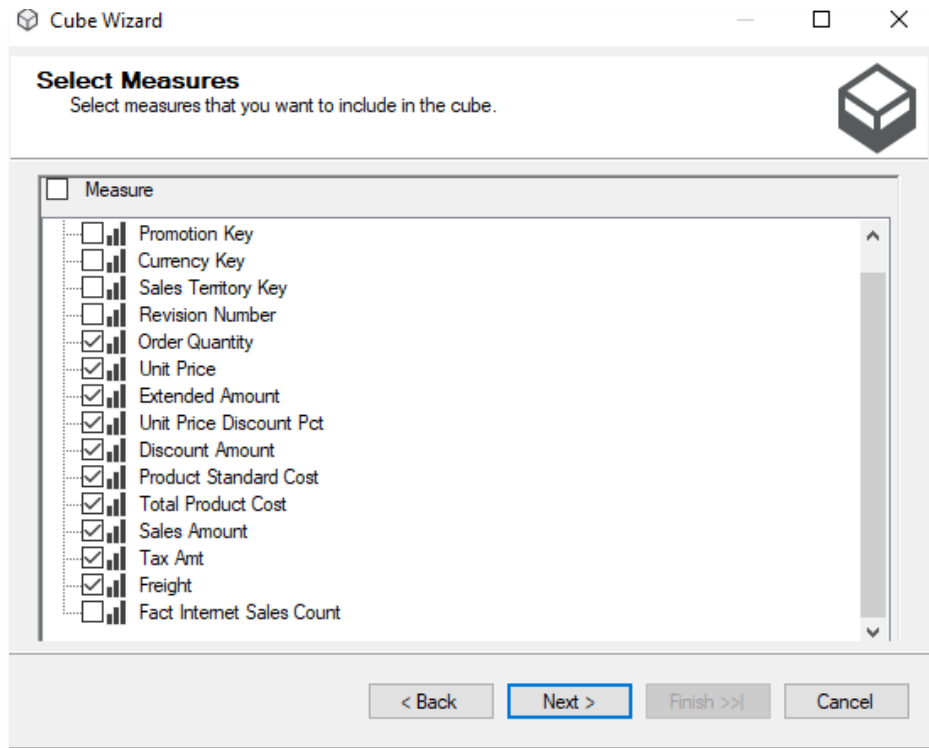 Cube Wizard
Select Measures
Select measures that you want to include in the cube.
Measure
Promotion Key
Currency Key
Sales Territory Key
Revision Number
Order Quantity
Unit Price
Extended Amount
Unit Price Discount Pct
Discount Amount
Product Standard Cost
Total Product Cost
Sales Amount
Tax Amt
Freight
Fact Internet Sales Count
< Back Next > Finish >>| Cancel